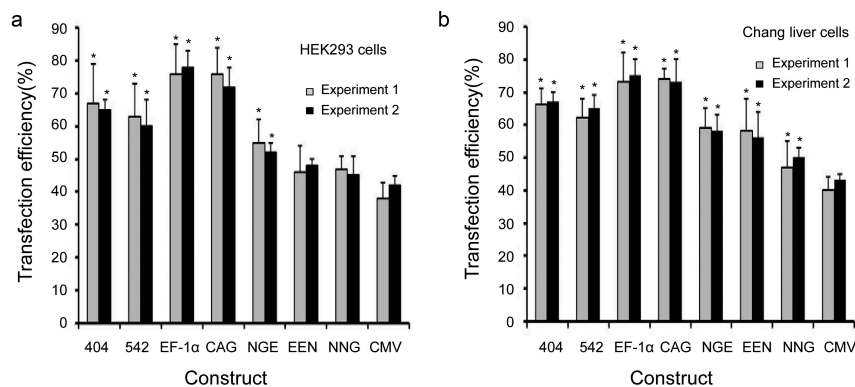 a
HEK293 cells
Experiment 1
Experiment 2
Transfection efficiency(%)
90
80
70
60
50
40
30
20
10
0
* * * * * * * * * *
404 542 EF-1α CAG NGE EEN NNG CMV
Construct
b
Chang liver cells
Experiment 1
Experiment 2
Transfection efficiency(%)
90
80
70
60
50
40
30
20
10
0
* * * * * * * * * * * * * *
404 542 EF-1α CAG NGE EEN NNG CMV
Construct